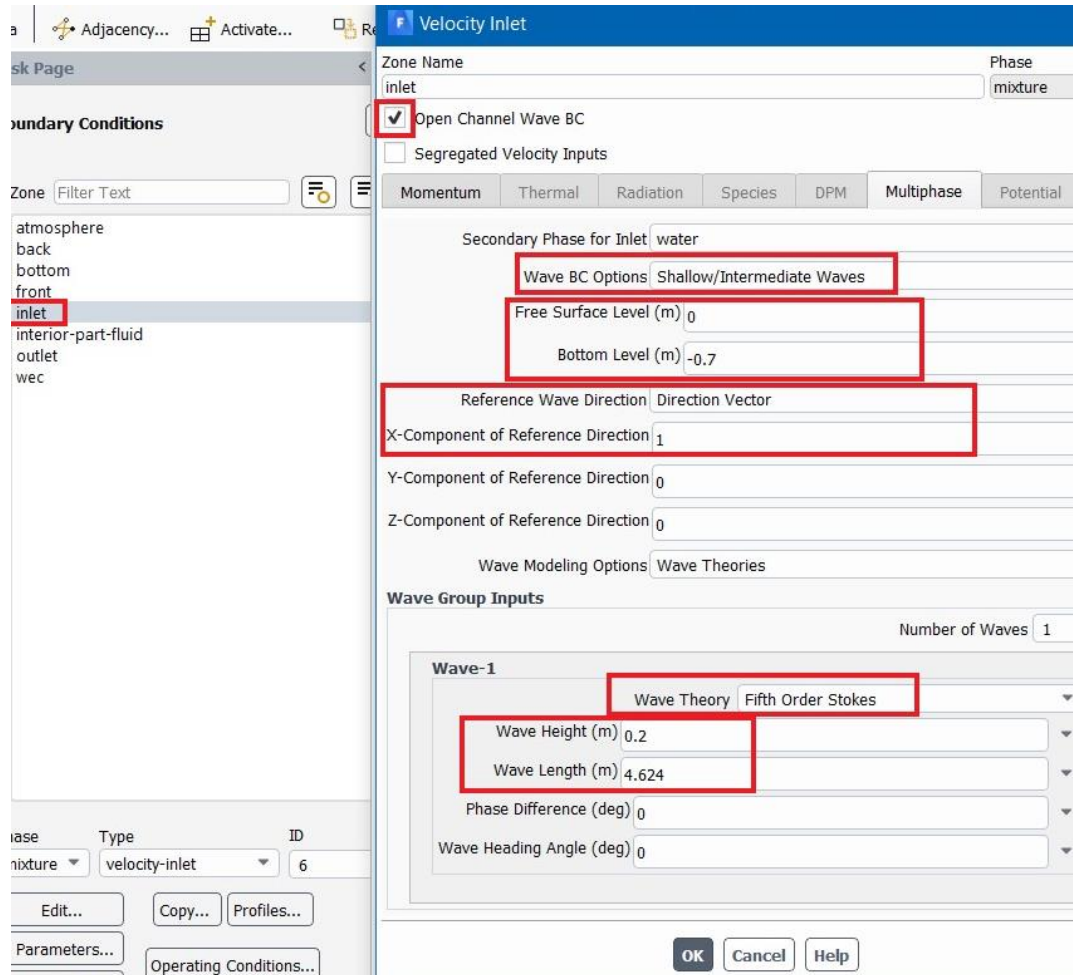 a Adjacency... Activate... Re
sk Page <
oundary Conditions
Zone Filter Text
atmosphere
back
bottom
front
inlet
interior-part-fluid
outlet
wec
hase Type ID
mixture velocity-inlet 6
Edit... Copy... Profiles...
Parameters...
Operating Conditions...
F Velocity Inlet
Zone Name Phase
inlet mixture
Open Channel Wave BC
Segregated Velocity Inputs
Momentum Thermal Radiation Species DPM Multiphase Potential
Secondary Phase for Inlet water
Wave BC Options Shallow/Intermediate Waves
Free Surface Level (m) 0
Bottom Level (m) -0.7
Reference Wave Direction Direction Vector
X-Component of Reference Direction 1
Y-Component of Reference Direction 0
Z-Component of Reference Direction 0
Wave Modeling Options Wave Theories
Wave Group Inputs
Number of Waves 1
Wave-1
Wave Theory Fifth Order Stokes
Wave Height (m) 0.2
Wave Length (m) 4.624
Phase Difference (deg) 0
Wave Heading Angle (deg) 0
OK Cancel Help